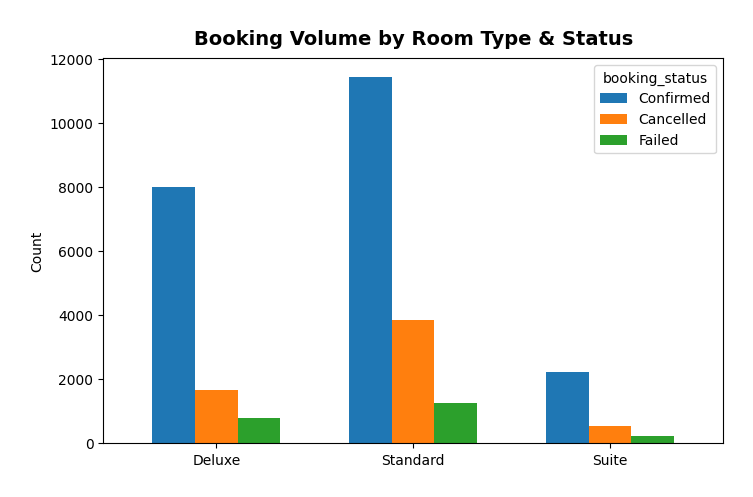 Booking Volume by Room Type & Status
12000
10000
8000
6000
4000
2000
0
Count
booking_status
Confirmed
Cancelled
Failed
Deluxe
Standard
Suite